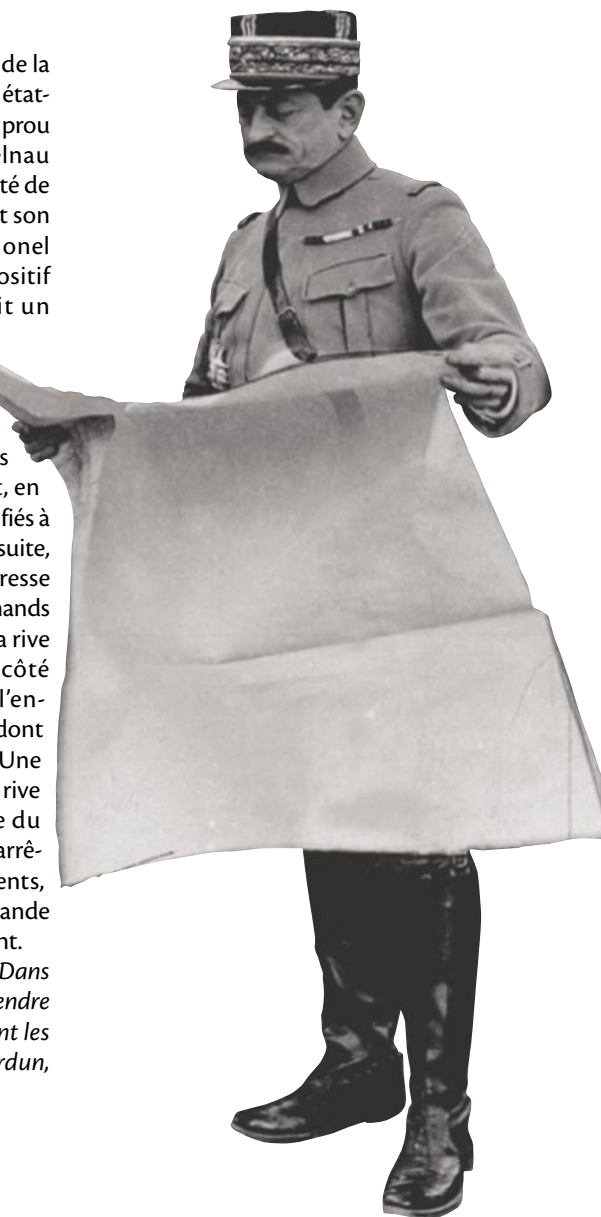 de la
état-
prou
elnau
té de
t son
onel
ositif
it un
s
t, en
fiés à
suite,
resse
nands
a rive
côté
l'en-
dont
Une
rive
e du
arrê-
ents,
ande
nt.
Dans
endre
nt les
rdun,